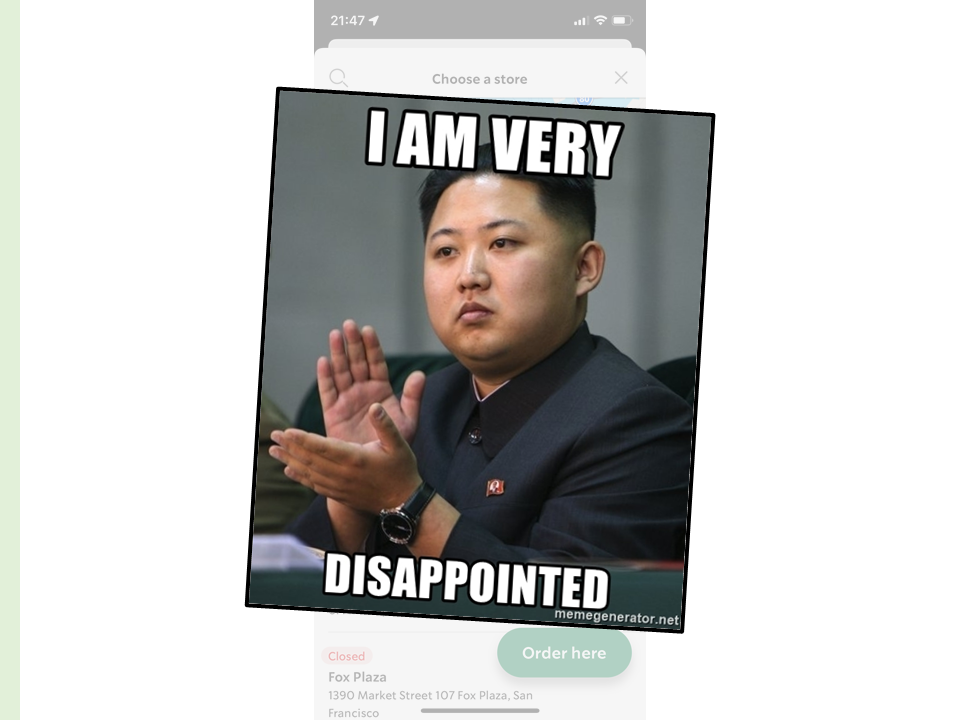 21:47
Choose a store
I AM VERY
DISAPPOINTED
memegenerator.net
Closed
Order here
Fox Plaza
1390 Market Street 107 Fox Plaza, San
Francisco